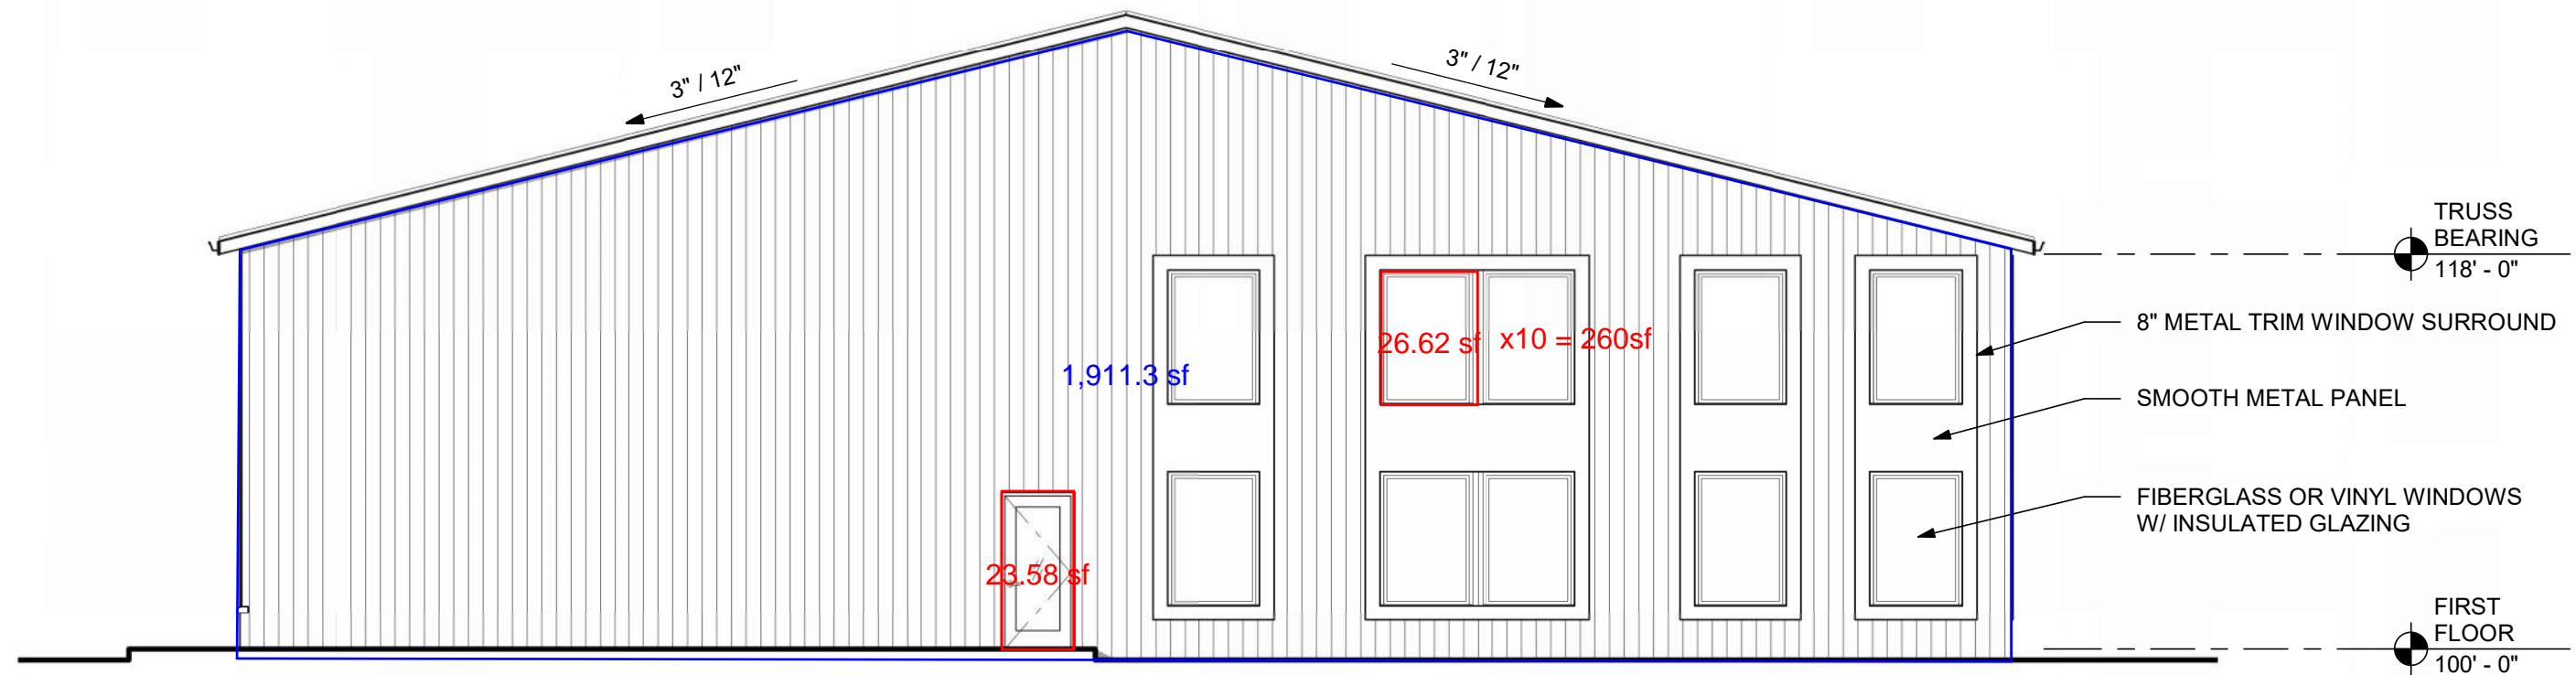 3" / 12"
3" / 12"
TRUSS
BEARING
118' - 0"
8" METAL TRIM WINDOW SURROUND
26.62 sf
x10 = 260sf
1,911.3 sf
SMOOTH METAL PANEL
FIBERGLASS OR VINYL WINDOWS
W/ INSULATED GLAZING
23.58 sf
FIRST
FLOOR
100' - 0"